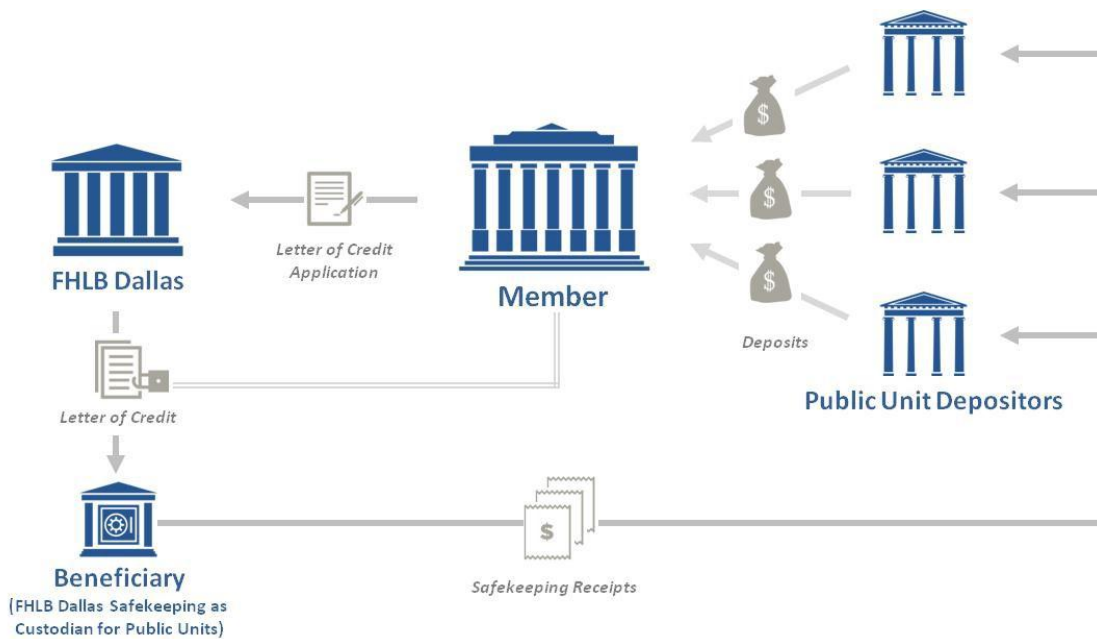 $
$
$
Letter of Credit
Application
FHLB Dallas
Member
Deposits
Public Unit Depositors
Letter of Credit
$
Beneficiary
(FHLB Dallas Safekeeping as
Custodian for Public Units)
Safekeeping Receipts